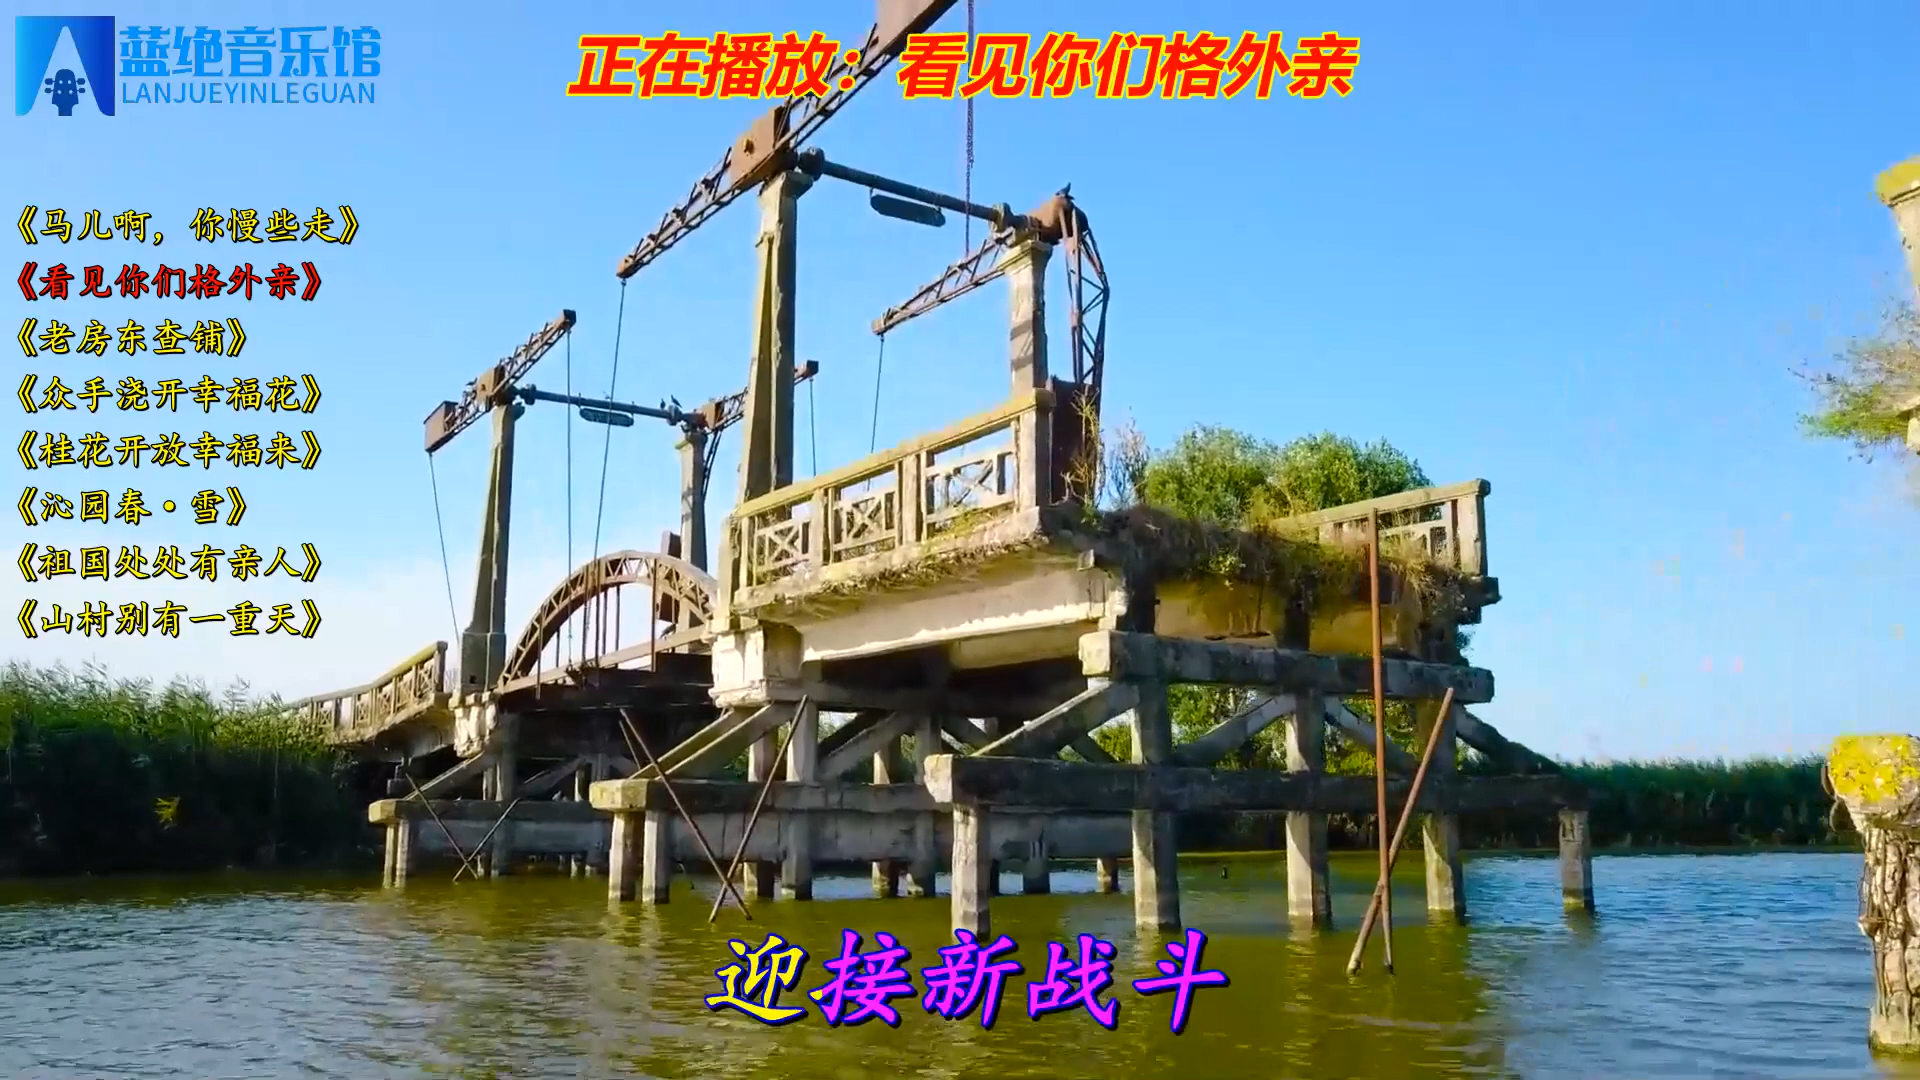 蓝绝音乐馆
LANJUEYINLEGUAN
正在播放：看见你们格外亲
《马儿啊，你慢些走》
《看见你们格外亲》
《老房东查铺》
《众手浇开幸福花》
《桂花开放幸福来》
《沁园春·雪》
《祖国处处有亲人》
《山村别有一重天》
迎接新战斗